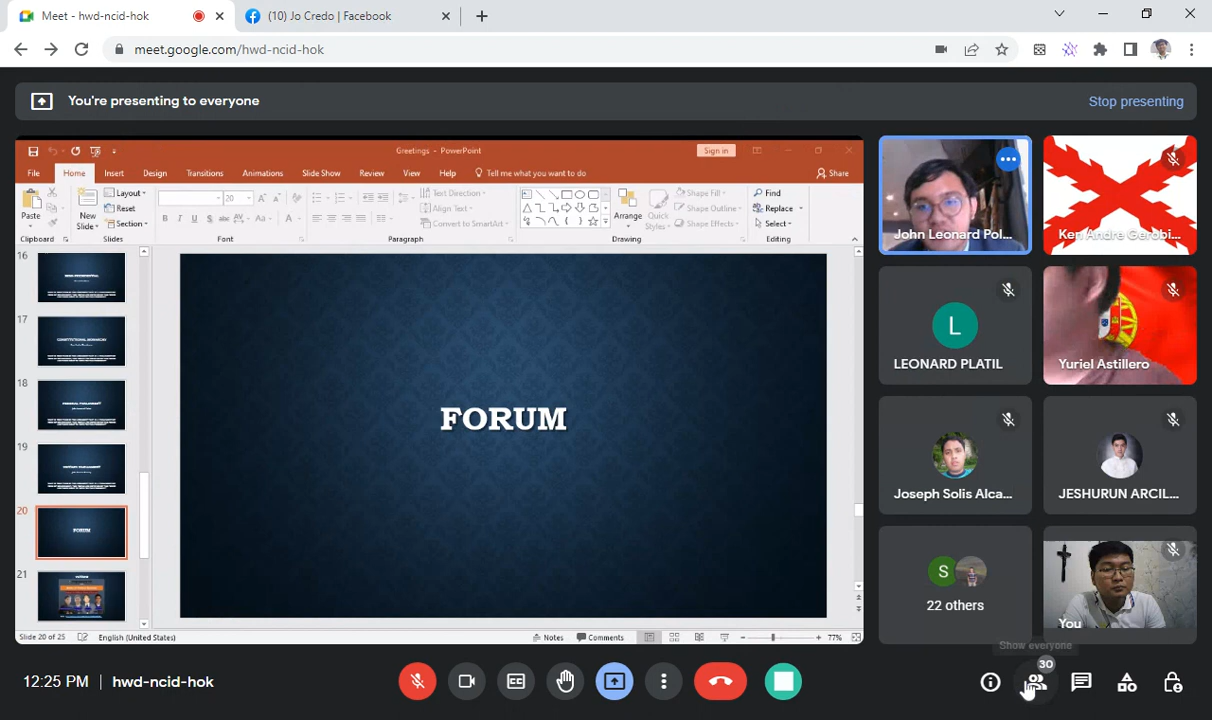 Meet - hwd-ncid-hok
(10) Jo Credo | Facebook
meet.google.com/hwd-ncid-hok
You're presenting to everyone
Stop presenting
Greetings - PowerPoint
Sign in
File Home Insert Design Transitions Animations Slide Show Review View Help Tell me what you want to do Share
Paste
New Slide
Layout
Reset
Section
20
B I U S abc AV Aa A
Text Direction
Align Text
Convert to SmartArt
Arrange
Quick Styles
Shape Fill
Shape Outline
Shape Effects
Find
Replace
Select
Clipboard Slides Font Paragraph Drawing Editing
16
17
18
19
20
FORUM
21
FORUM
Slide 20 of 25 English (United States) Notes Comments 77%
John Leonard Pol...
Ken Andre Gerobi...
L
LEONARD PLATIL
Yuriel Astillero
Joseph Solis Alca...
JESHURUN ARCIL...
S
22 others
You
Show everyone
30
12:25 PM | hwd-ncid-hok